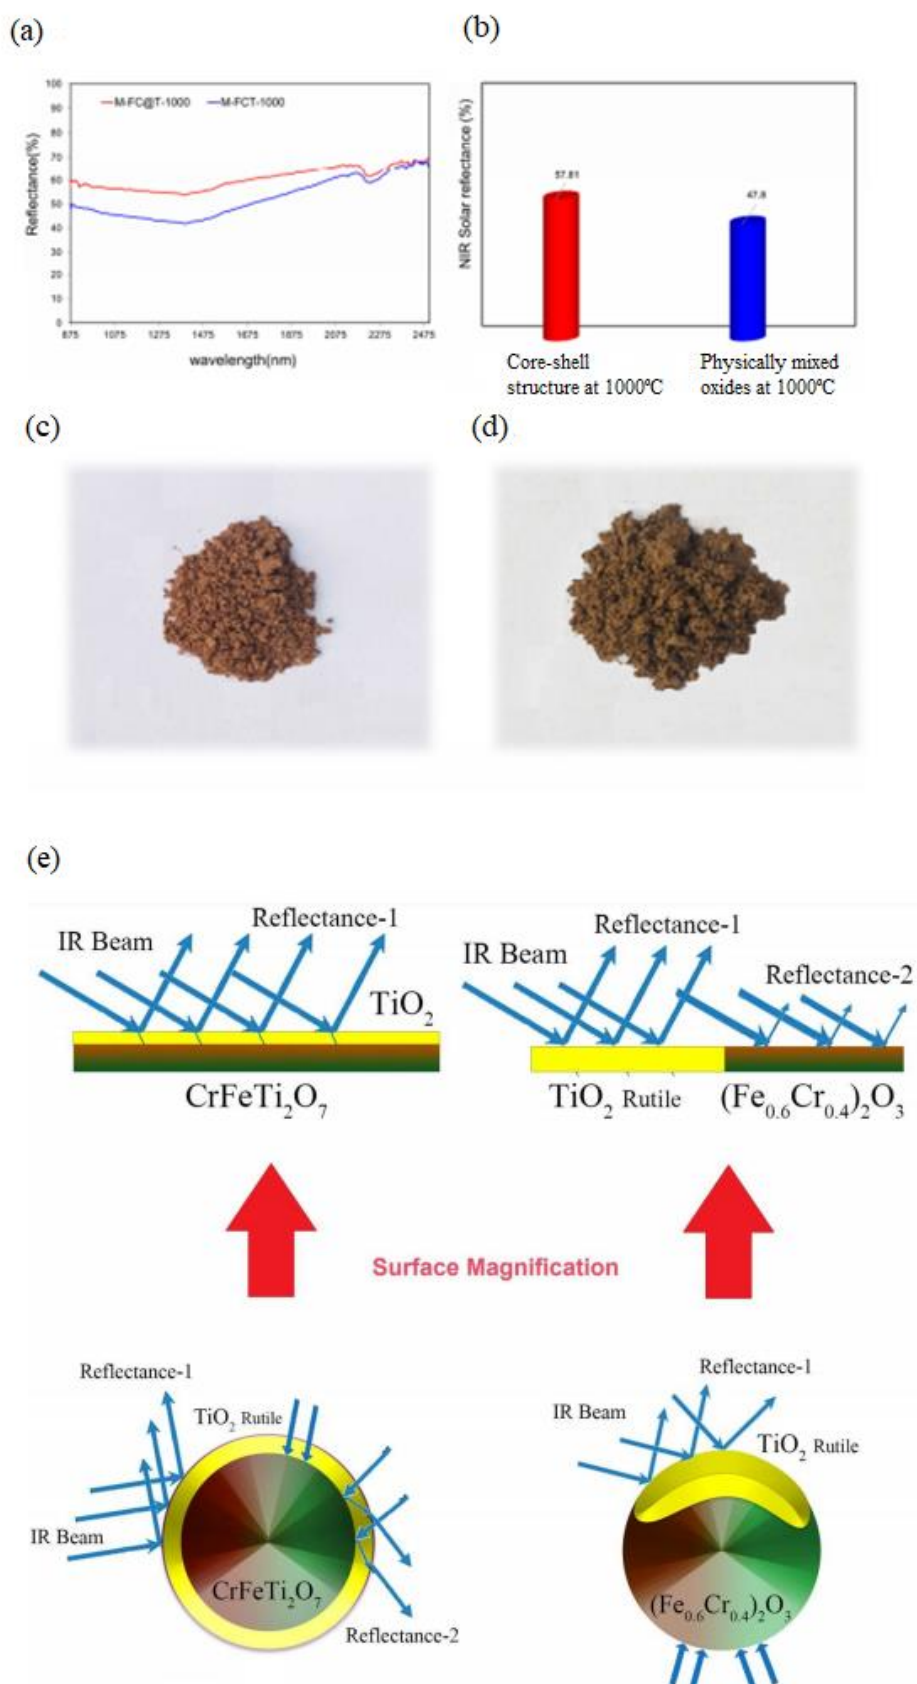 (a)
(b)
100
90
80
70
60
50
40
30
20
10
0
Reflectance(%)
M-FC@T-1000
M-FCT-1000
875 1075 1275 1475 1675 1875 2075 2275 2475
wavelength(nm)
NIR Solar reflectance (%)
57.81
47.8
Core-shell
structure at 1000ºC
Physically mixed
oxides at 1000ºC
(c)
(d)
(e)
IR Beam
Reflectance-1
TiO₂
CrFeTi₂O₇
IR Beam
Reflectance-1
Reflectance-2
TiO₂ Rutile
(Fe₀.₆Cr₀.₄)₂O₃
Surface Magnification
Reflectance-1
TiO₂ Rutile
IR Beam
CrFeTi₂O₇
Reflectance-2
Reflectance-1
IR Beam
TiO₂ Rutile
(Fe₀.₆Cr₀.₄)₂O₃